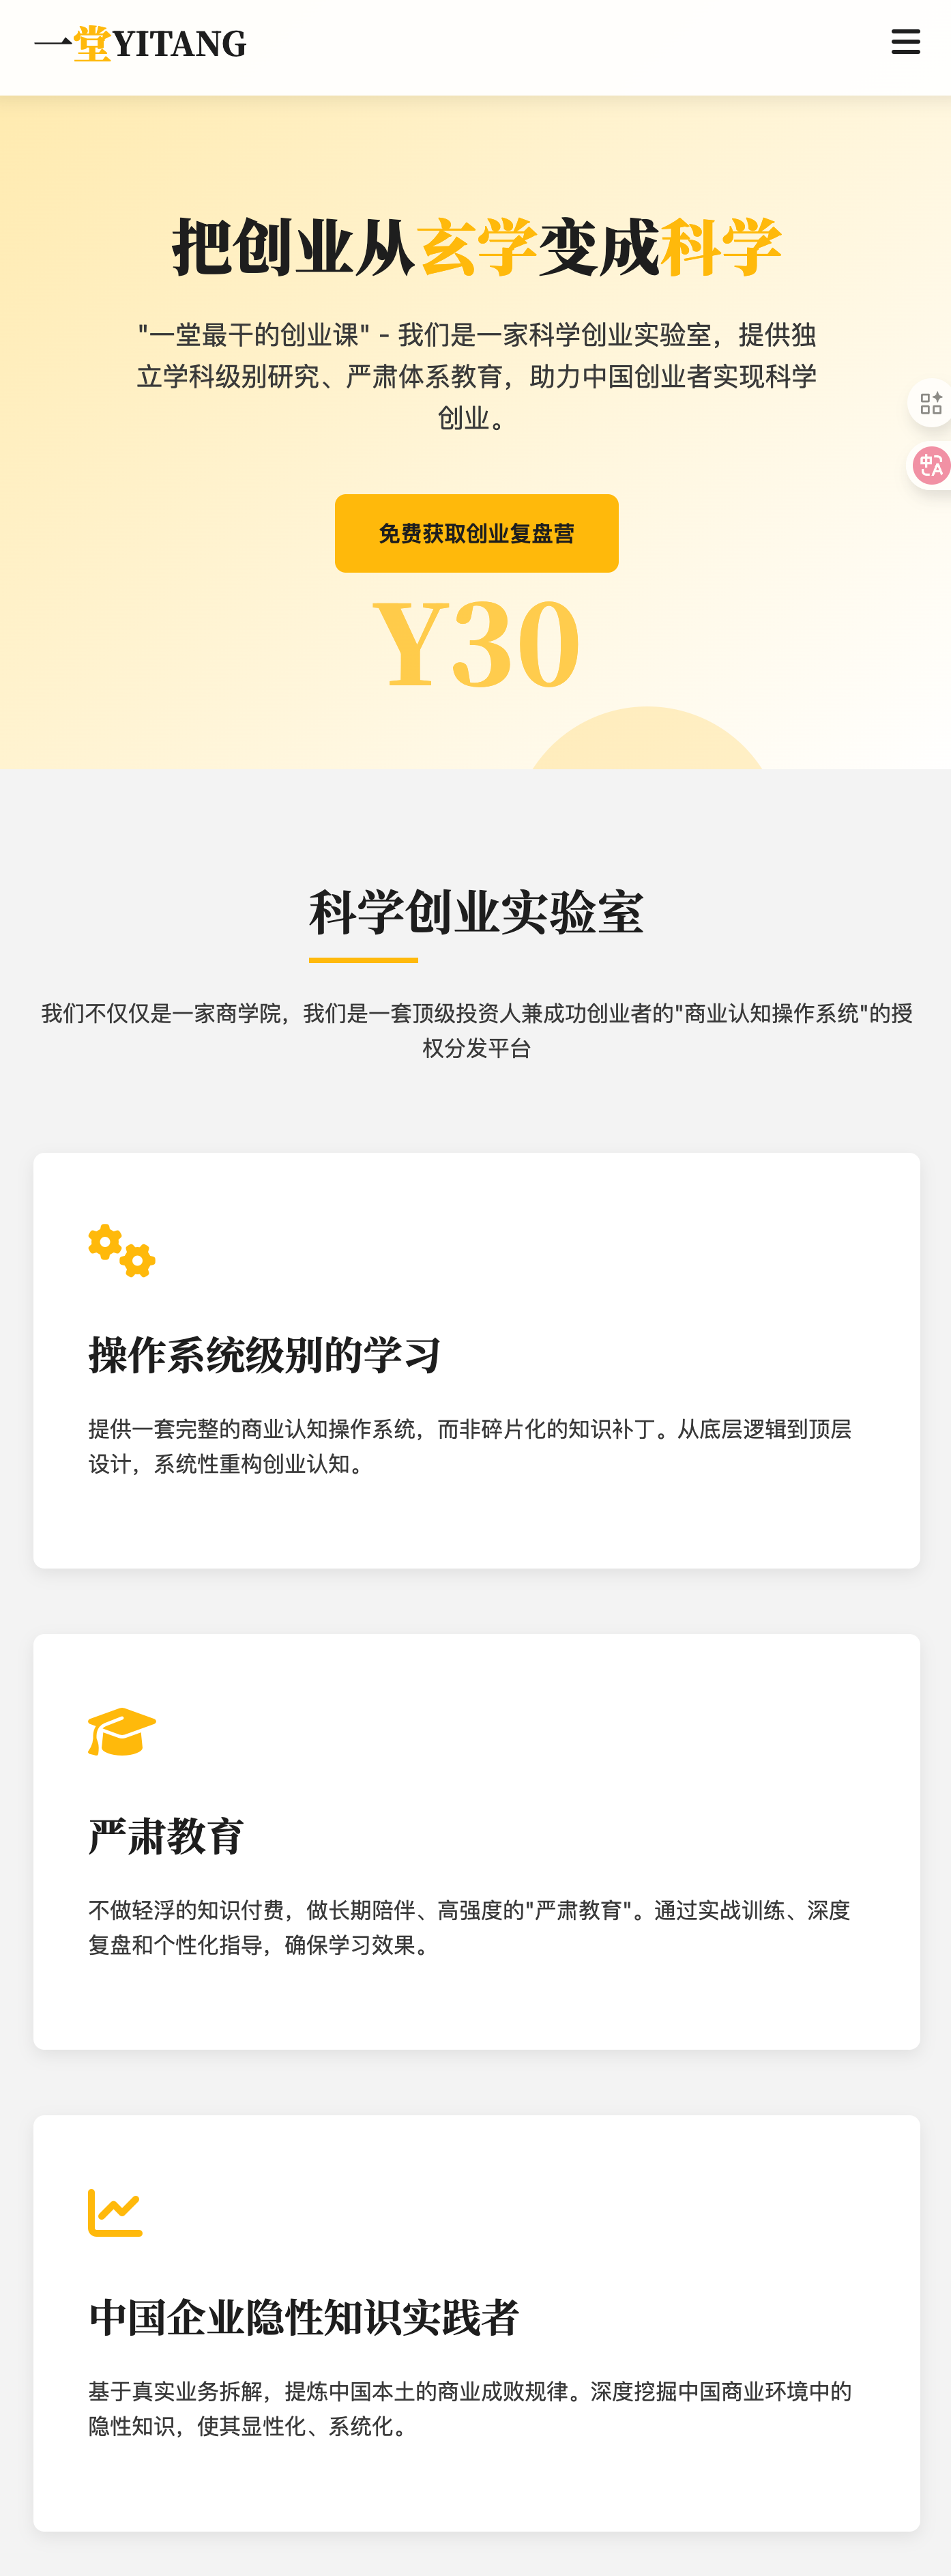 一堂YITANG
把创业从玄学变成科学
"一堂最干的创业课" - 我们是一家科学创业实验室，提供独
立学科级别研究、严肃体系教育，助力中国创业者实现科学
创业。
中A
免费获取创业复盘营
Y30
科学创业实验室
我们不仅仅是一家商学院，我们是一套顶级投资人兼成功创业者的"商业认知操作系统"的授
权分发平台
操作系统级别的学习
提供一套完整的商业认知操作系统，而非碎片化的知识补丁。从底层逻辑到顶层
设计，系统性重构创业认知。
严肃教育
不做轻浮的知识付费，做长期陪伴、高强度的"严肃教育"。通过实战训练、深度
复盘和个性化指导，确保学习效果。
中国企业隐性知识实践者
基于真实业务拆解，提炼中国本土的商业成败规律。深度挖掘中国商业环境中的
隐性知识，使其显性化、系统化。